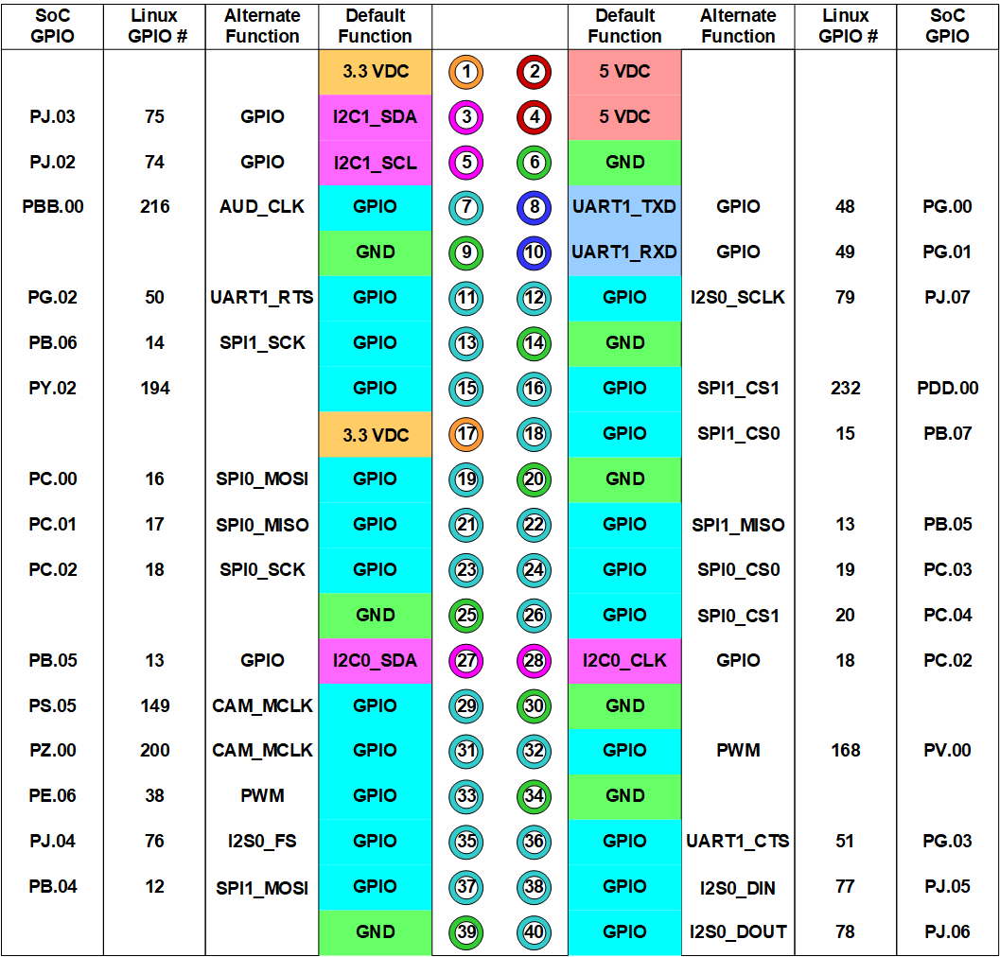 SoC GPIO Linux GPIO # Alternate Function Default Function Default Function Alternate Function Linux GPIO # SoC GPIO
3.3 VDC 1 2 5 VDC
PJ.03 75 GPIO I2C1_SDA 3 4 5 VDC
PJ.02 74 GPIO I2C1_SCL 5 6 GND
PBB.00 216 AUD_CLK GPIO 7 8 UART1_TXD GPIO 48 PG.00
GND 9 10 UART1_RXD GPIO 49 PG.01
PG.02 50 UART1_RTS GPIO 11 12 GPIO I2S0_SCLK 79 PJ.07
PB.06 14 SPI1_SCK GPIO 13 14 GND
PY.02 194 GPIO 15 16 GPIO SPI1_CS1 232 PDD.00
3.3 VDC 17 18 GPIO SPI1_CS0 15 PB.07
PC.00 16 SPI0_MOSI GPIO 19 20 GND
PC.01 17 SPI0_MISO GPIO 21 22 GPIO SPI1_MISO 13 PB.05
PC.02 18 SPI0_SCK GPIO 23 24 GPIO SPI0_CS0 19 PC.03
GND 25 26 GPIO SPI0_CS1 20 PC.04
PB.05 13 GPIO I2C0_SDA 27 28 I2C0_CLK GPIO 18 PC.02
PS.05 149 CAM_MCLK GPIO 29 30 GND
PZ.00 200 CAM_MCLK GPIO 31 32 GPIO PWM 168 PV.00
PE.06 38 PWM GPIO 33 34 GND
PJ.04 76 I2S0_FS GPIO 35 36 GPIO UART1_CTS 51 PG.03
PB.04 12 SPI1_MOSI GPIO 37 38 GPIO I2S0_DIN 77 PJ.05
GND 39 40 GPIO I2S0_DOUT 78 PJ.06